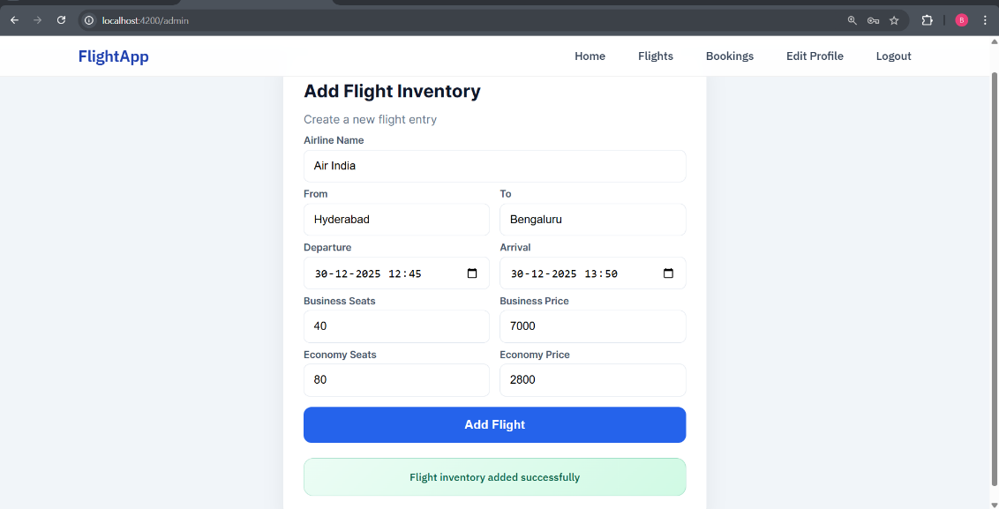 localhost:4200/admin
B
FlightApp
Home Flights Bookings Edit Profile Logout
Add Flight Inventory
Create a new flight entry
Airline Name
Air India
From To
Hyderabad Bengaluru
Departure Arrival
30-12-2025 12:45 30-12-2025 13:50
Business Seats Business Price
40 7000
Economy Seats Economy Price
80 2800
Add Flight
Flight inventory added successfully